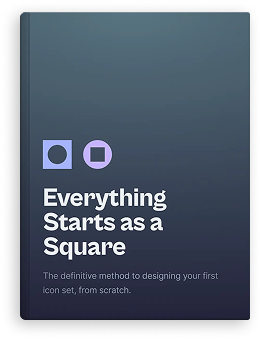 Everything
Starts as a
Square
The definitive method to designing your first
icon set, from scratch.